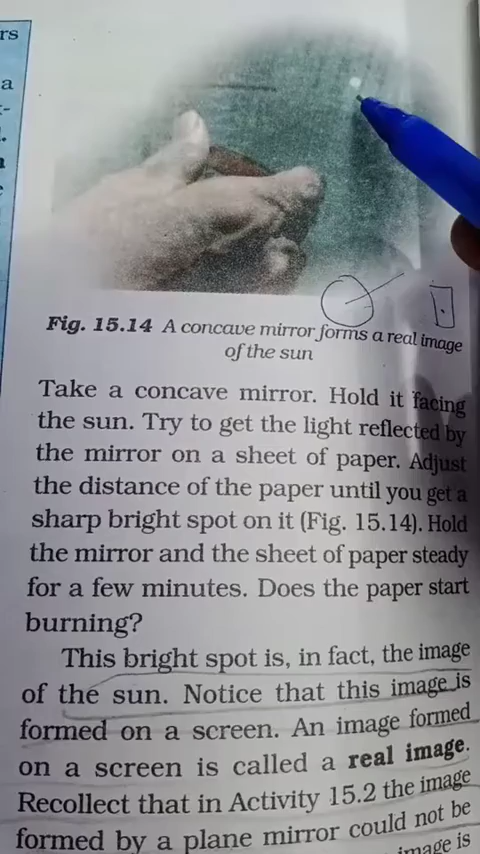 rs
a
Fig. 15.14 A concave mirror forms a real image
of the sun
Take a concave mirror. Hold it facing
the sun. Try to get the light reflected by
the mirror on a sheet of paper. Adjust
the distance of the paper until you get a
sharp bright spot on it (Fig. 15.14). Hold
the mirror and the sheet of paper steady
for a few minutes. Does the paper start
burning?
This bright spot is, in fact, the image
of the sun. Notice that this image is
formed on a screen. An image formed
on a screen is called a real image.
Recollect that in Activity 15.2 the image
formed by a plane mirror could not be
image is